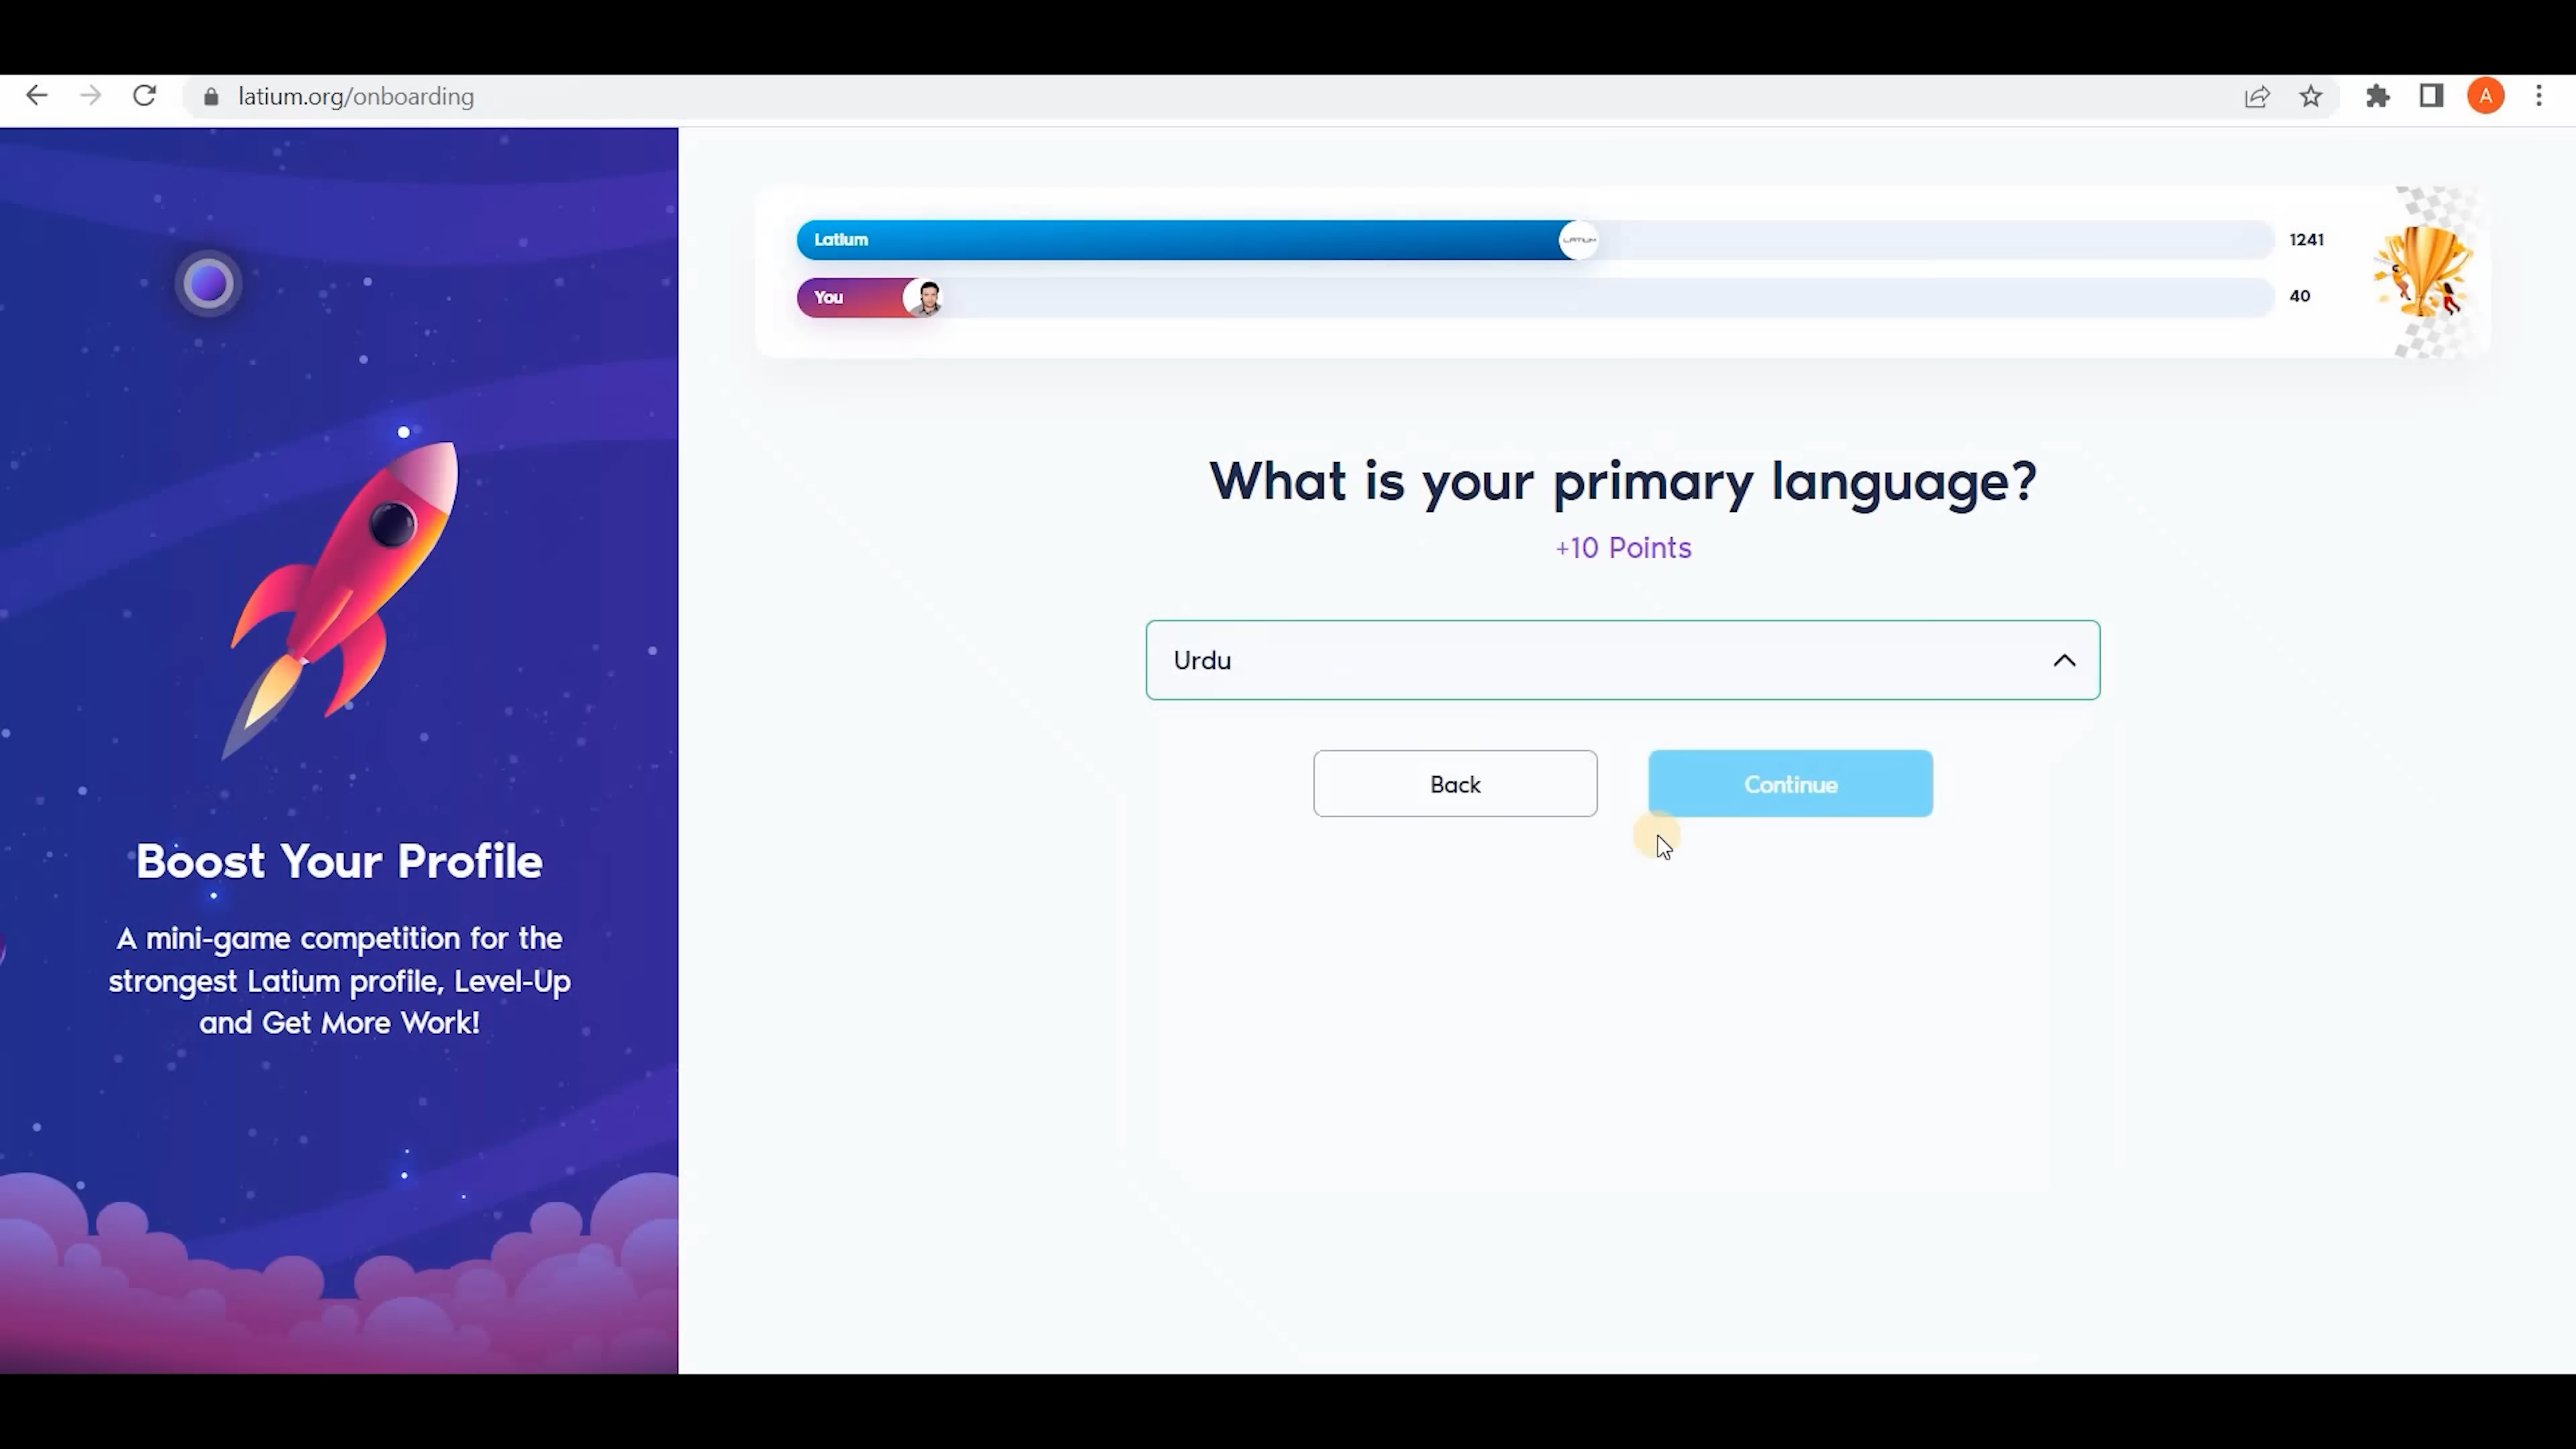 latium.org/onboarding
A
Latium
LATIUM
1241
You
40
What is your primary language?
+10 Points
Urdu
Back
Continue
Boost Your Profile
A mini-game competition for the
strongest Latium profile, Level-Up
and Get More Work!